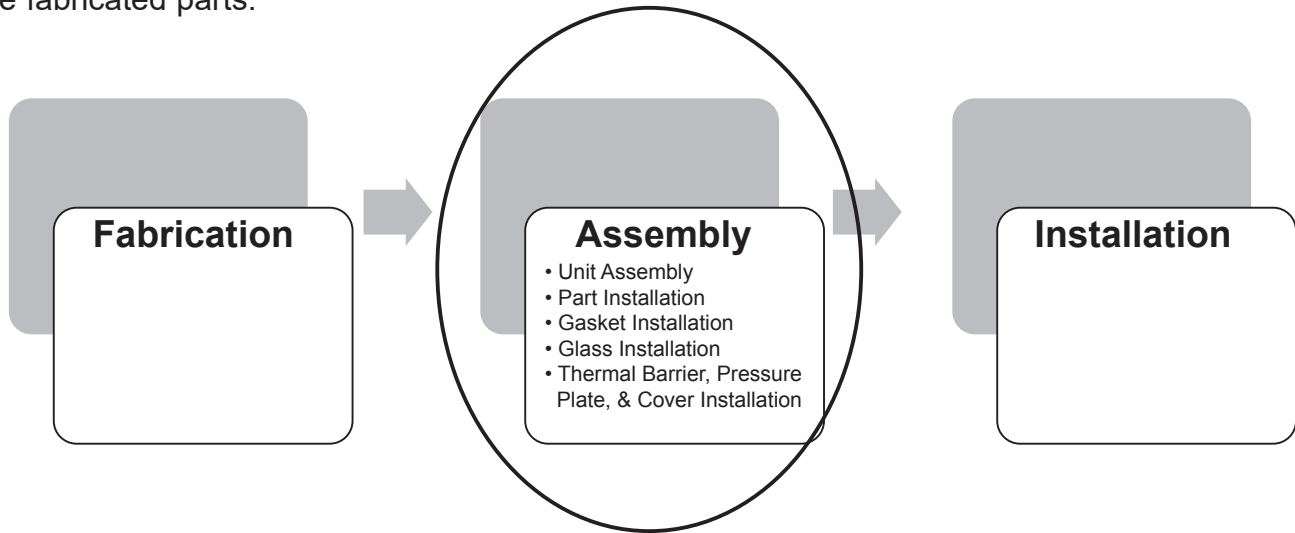 e fabricated parts.
Fabrication
Assembly
• Unit Assembly
• Part Installation
• Gasket Installation
• Glass Installation
• Thermal Barrier, Pressure
Plate, & Cover Installation
Installation